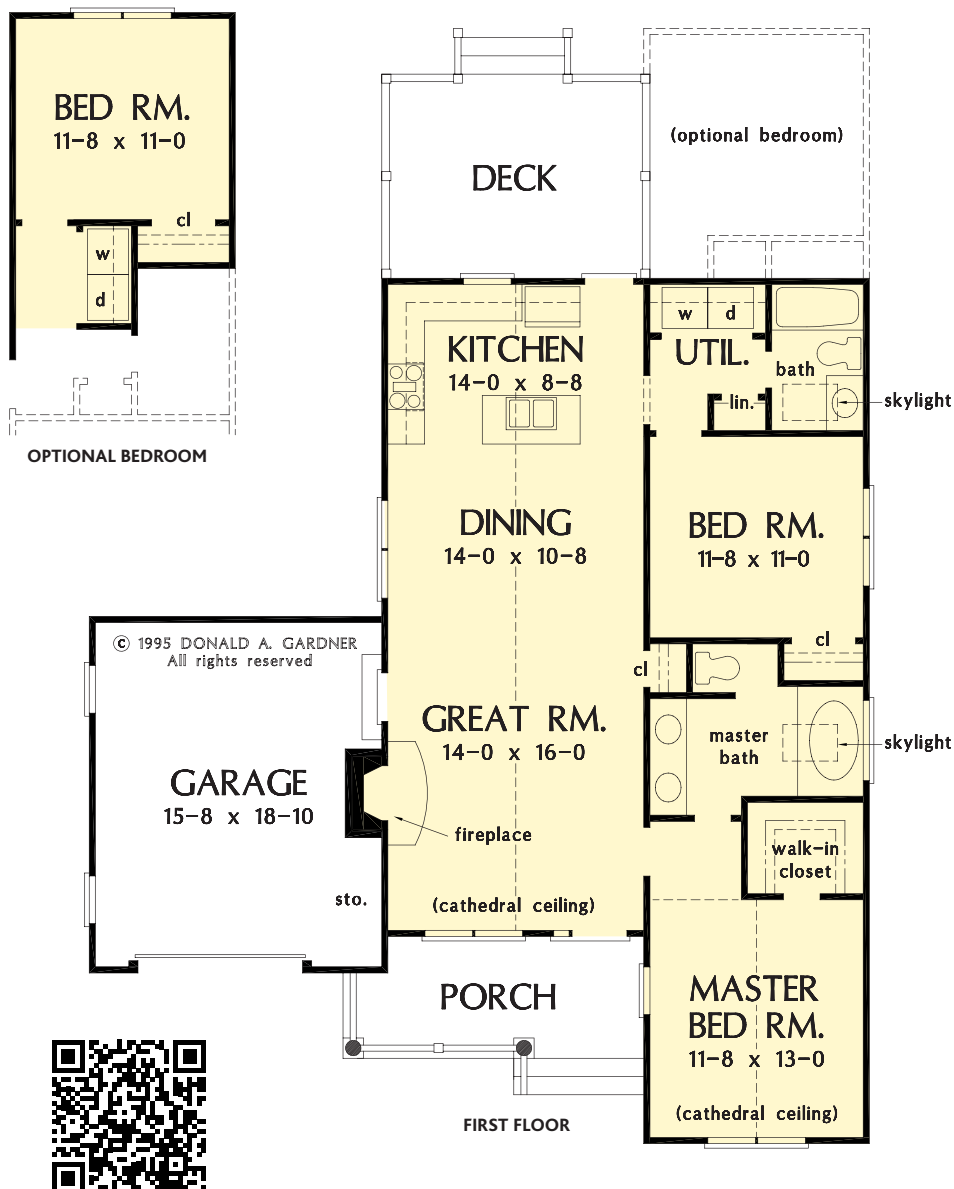 BED RM.
11-8 x 11-0
cl
w
d
OPTIONAL BEDROOM
(optional bedroom)
DECK
KITCHEN
14-0 x 8-8
w d
UTIL.
bath
lin.
skylight
DINING
14-0 x 10-8
BED RM.
11-8 x 11-0
cl
© 1995 DONALD A. GARDNER
All rights reserved
cl
GREAT RM.
14-0 x 16-0
master
bath
skylight
GARAGE
15-8 x 18-10
fireplace
walk-in
closet
sto.
(cathedral ceiling)
PORCH
MASTER
BED RM.
11-8 x 13-0
(cathedral ceiling)
FIRST FLOOR